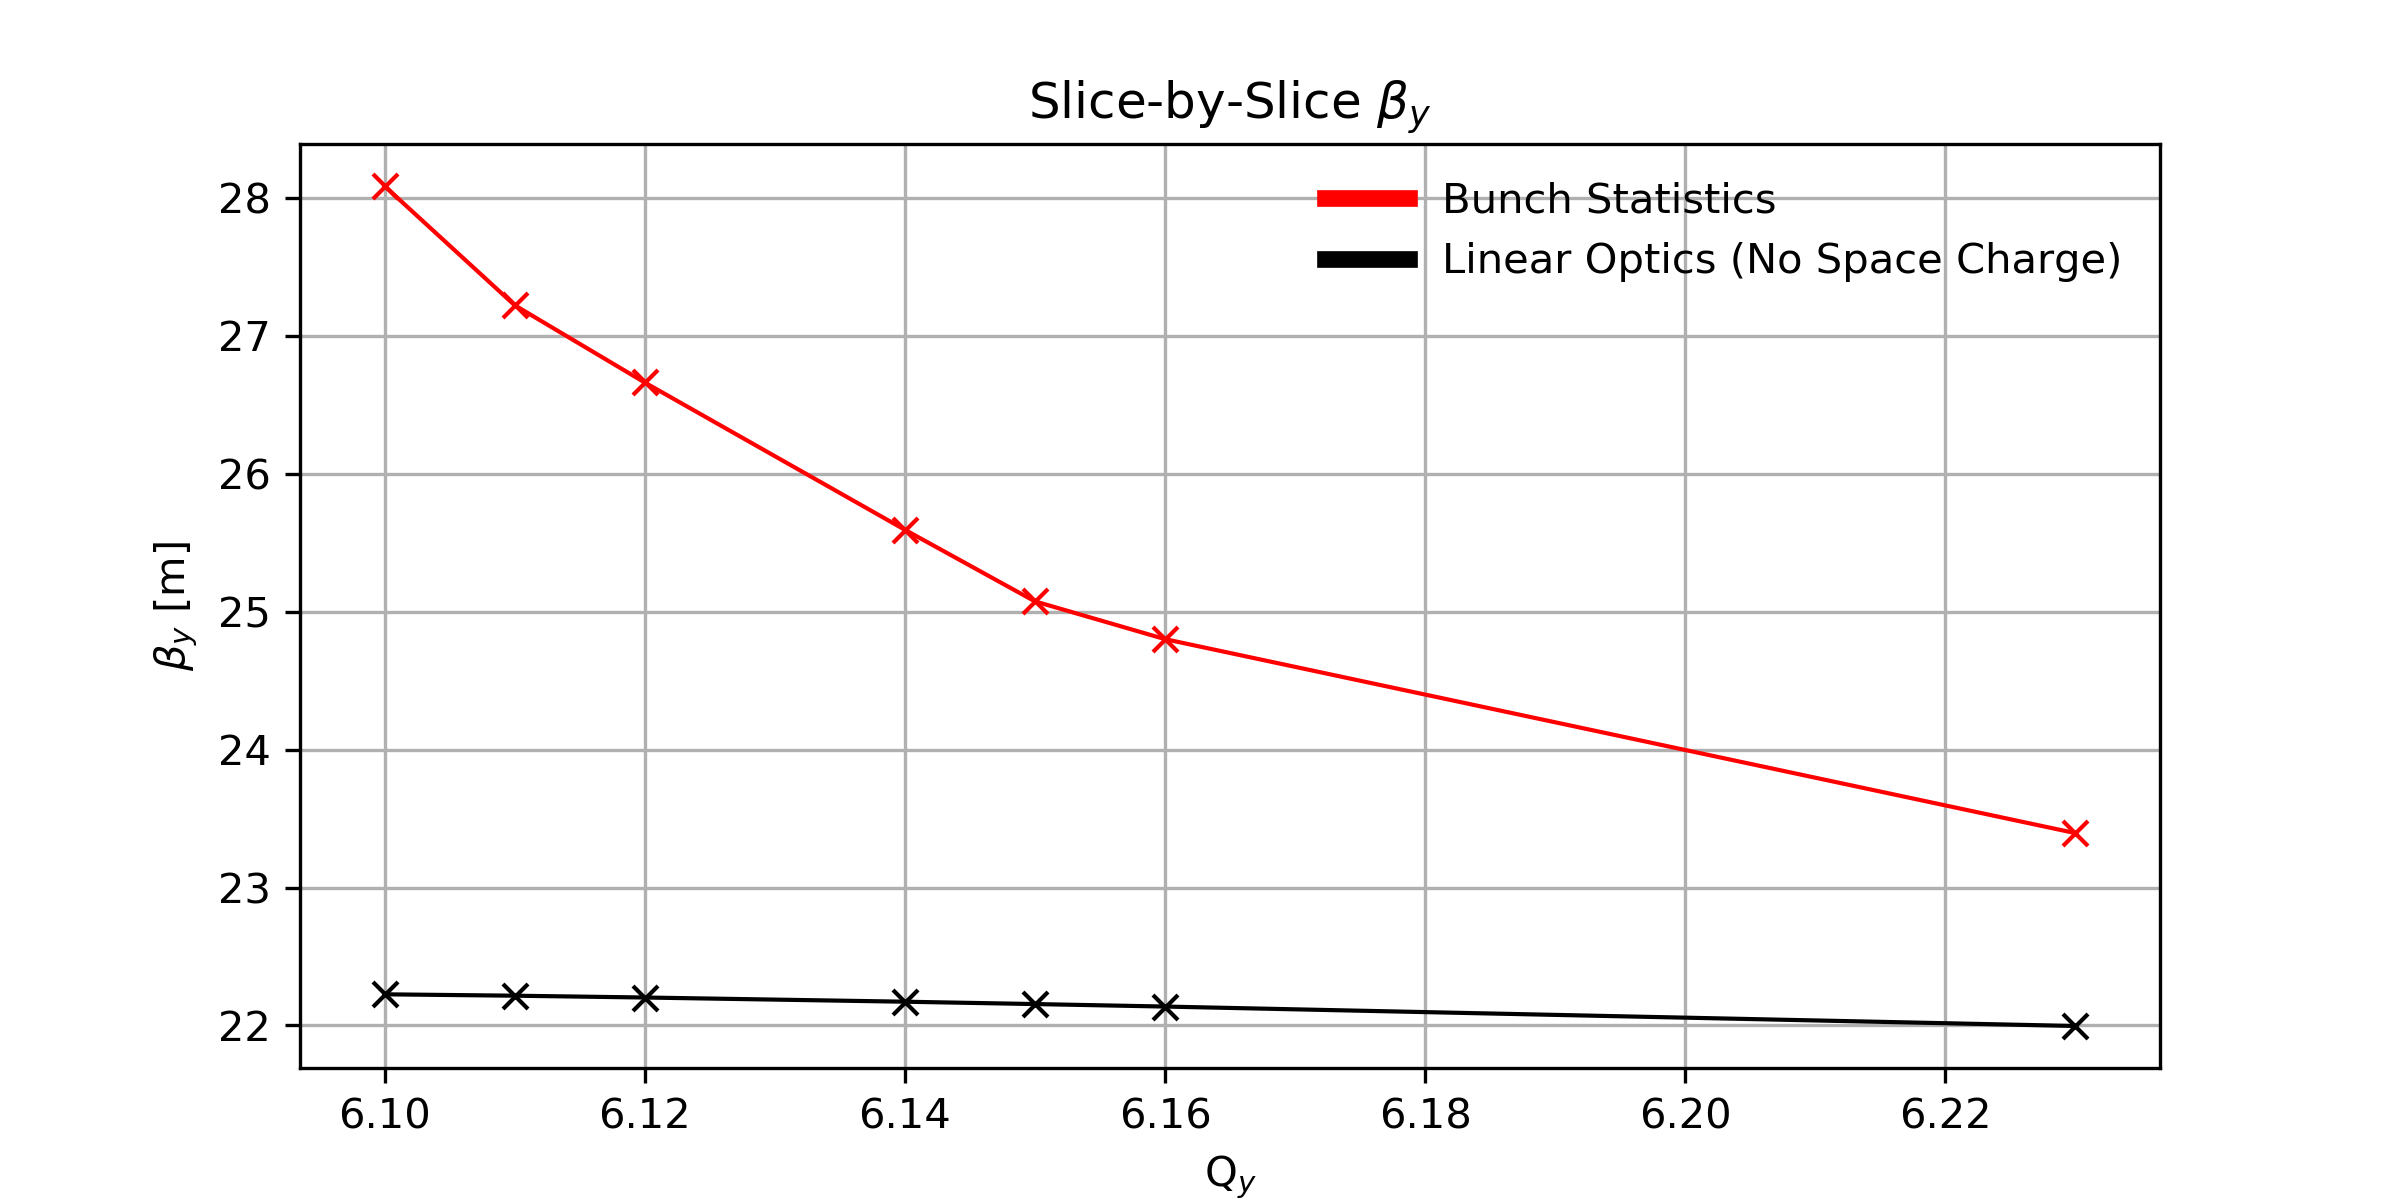 Slice-by-Slice βy
28
27
26
25
24
23
22
βy [m]
Bunch Statistics
Linear Optics (No Space Charge)
6.10 6.12 6.14 6.16 6.18 6.20 6.22
Qy